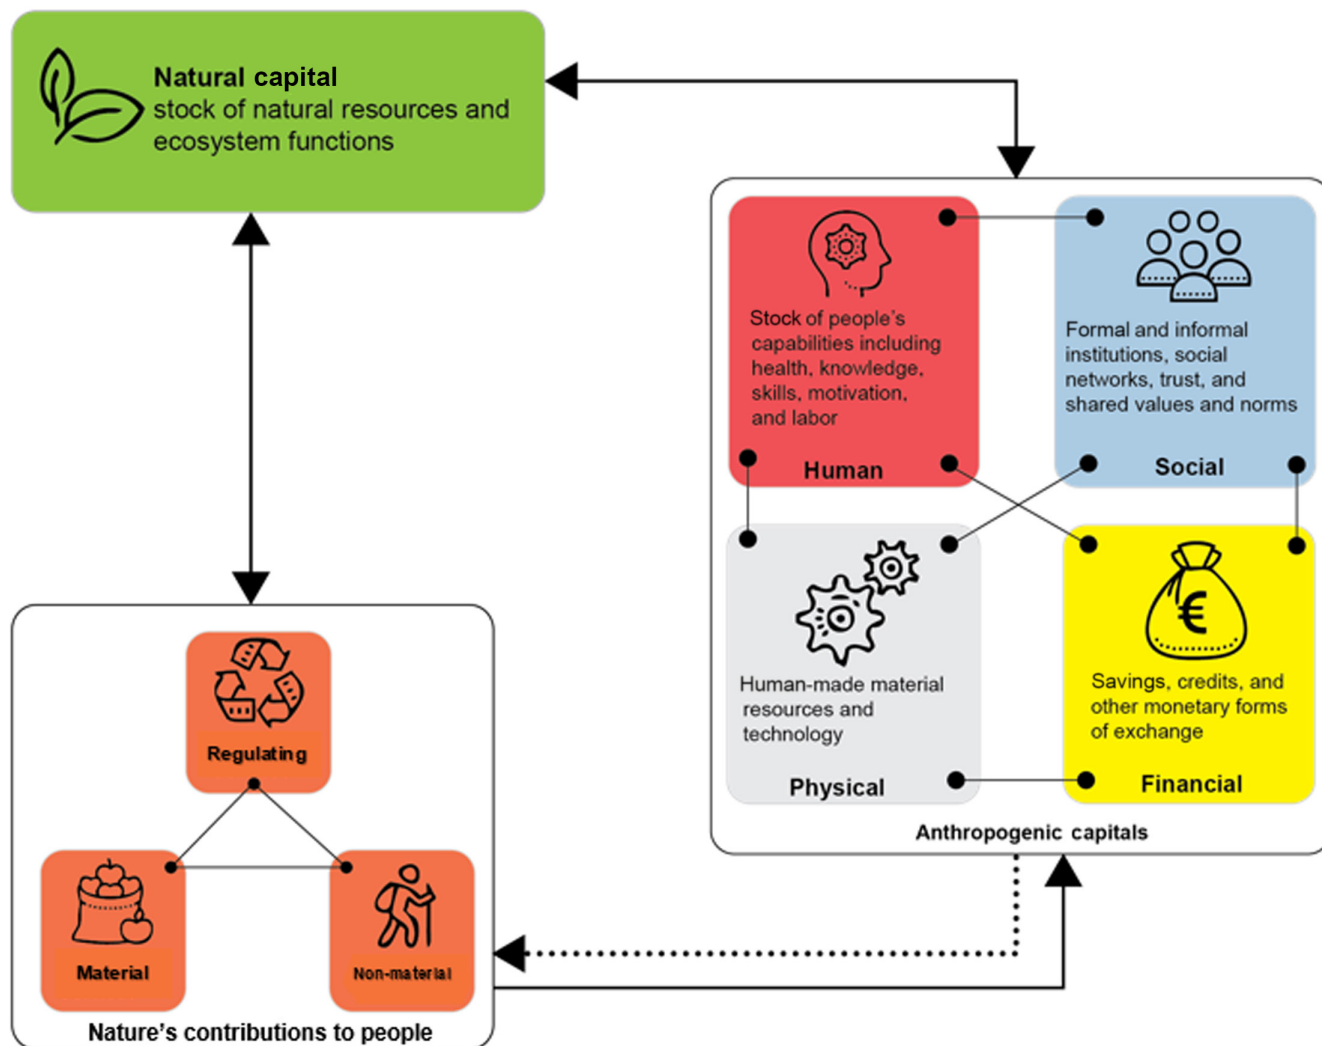 Natural capital
stock of natural resources and
ecosystem functions
Stock of people's
capabilities including
health, knowledge,
skills, motivation,
and labor
Human
Formal and informal
institutions, social
networks, trust, and
shared values and norms
Social
Human-made material
resources and
technology
Physical
€
Savings, credits, and
other monetary forms
of exchange
Financial
Anthropogenic capitals
Regulating
Material
Non-material
Nature's contributions to people